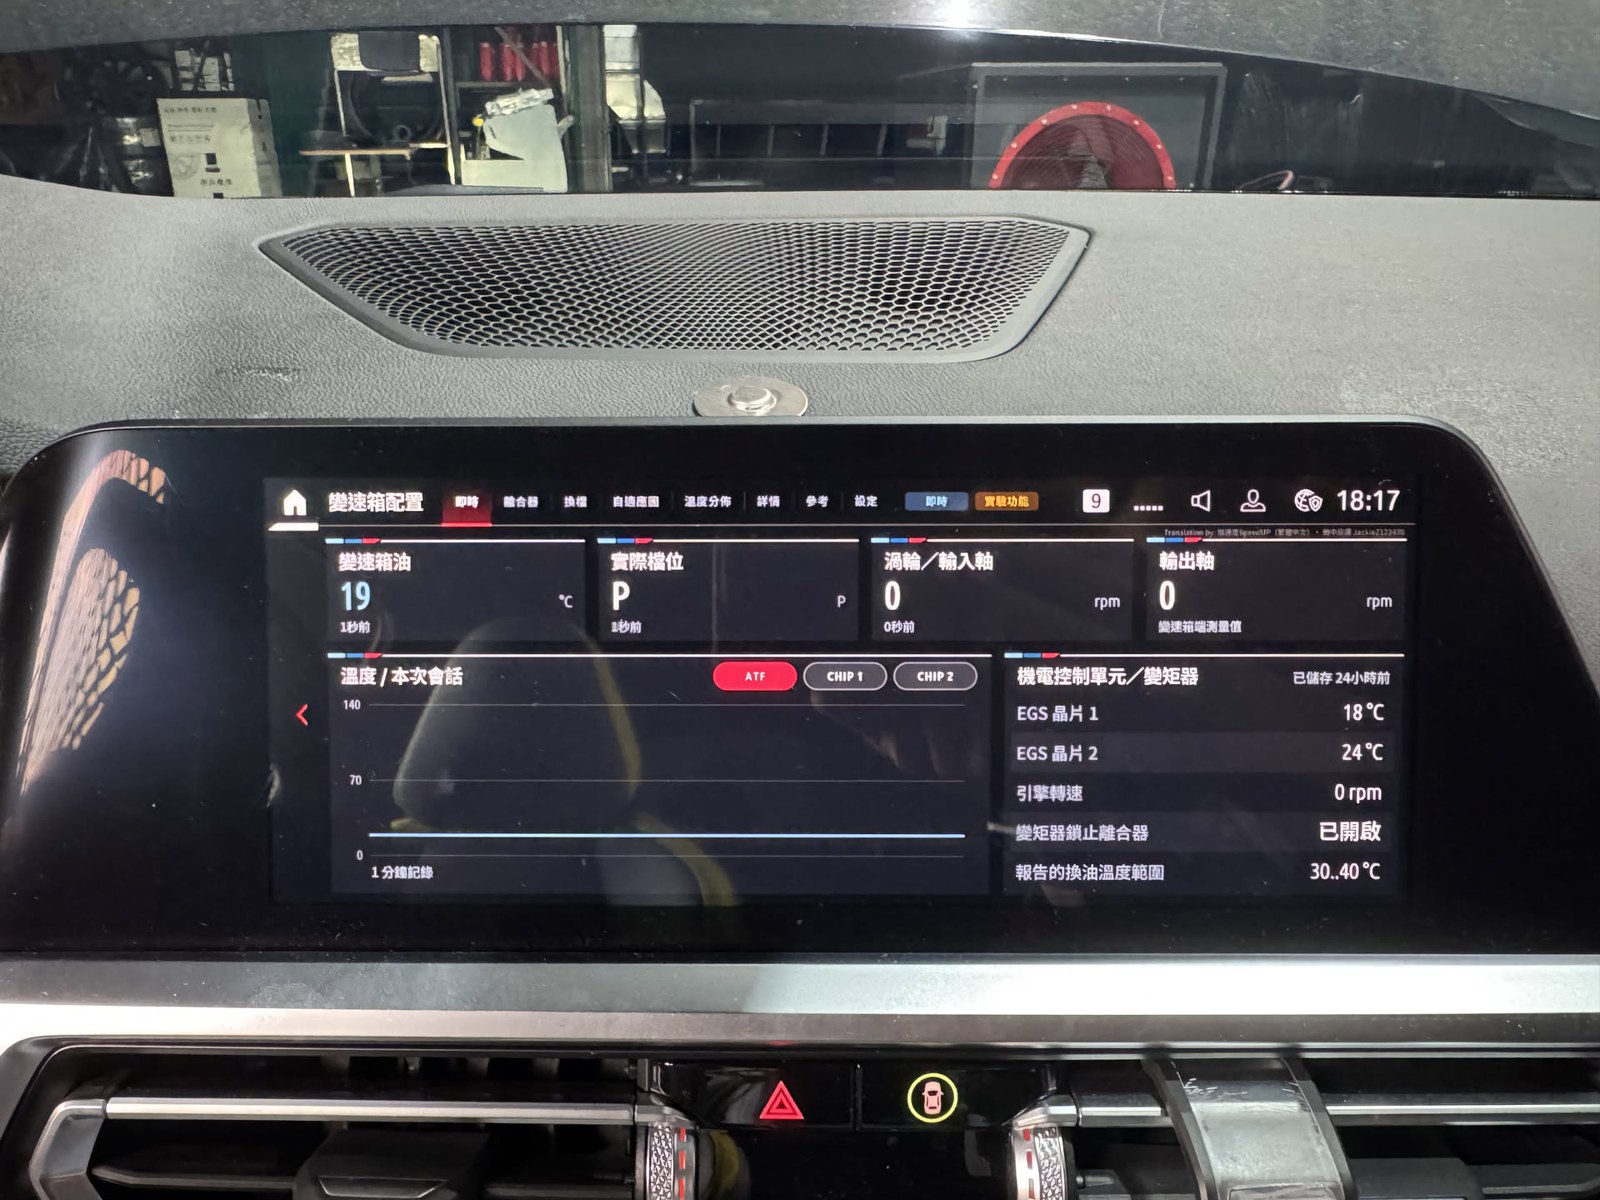 變速箱配置 即時 離合器 換檔 自適應圖 溫度分佈 詳情 參考 設定 即時 實驗功能 9 18:17
變速箱油
19 °C
1秒前
實際檔位
P P
1秒前
渦輪／輸入軸
0 rpm
0秒前
輸出軸
0 rpm
變速箱端測量值
溫度 / 本次會話 ATF CHIP 1 CHIP 2
140
70
0
1 分鐘記錄
機電控制單元／變矩器 已儲存 24小時前
EGS 晶片 1 18 °C
EGS 晶片 2 24 °C
引擎轉速 0 rpm
變矩器鎖止離合器 已開啟
報告的換油溫度範圍 30..40 °C